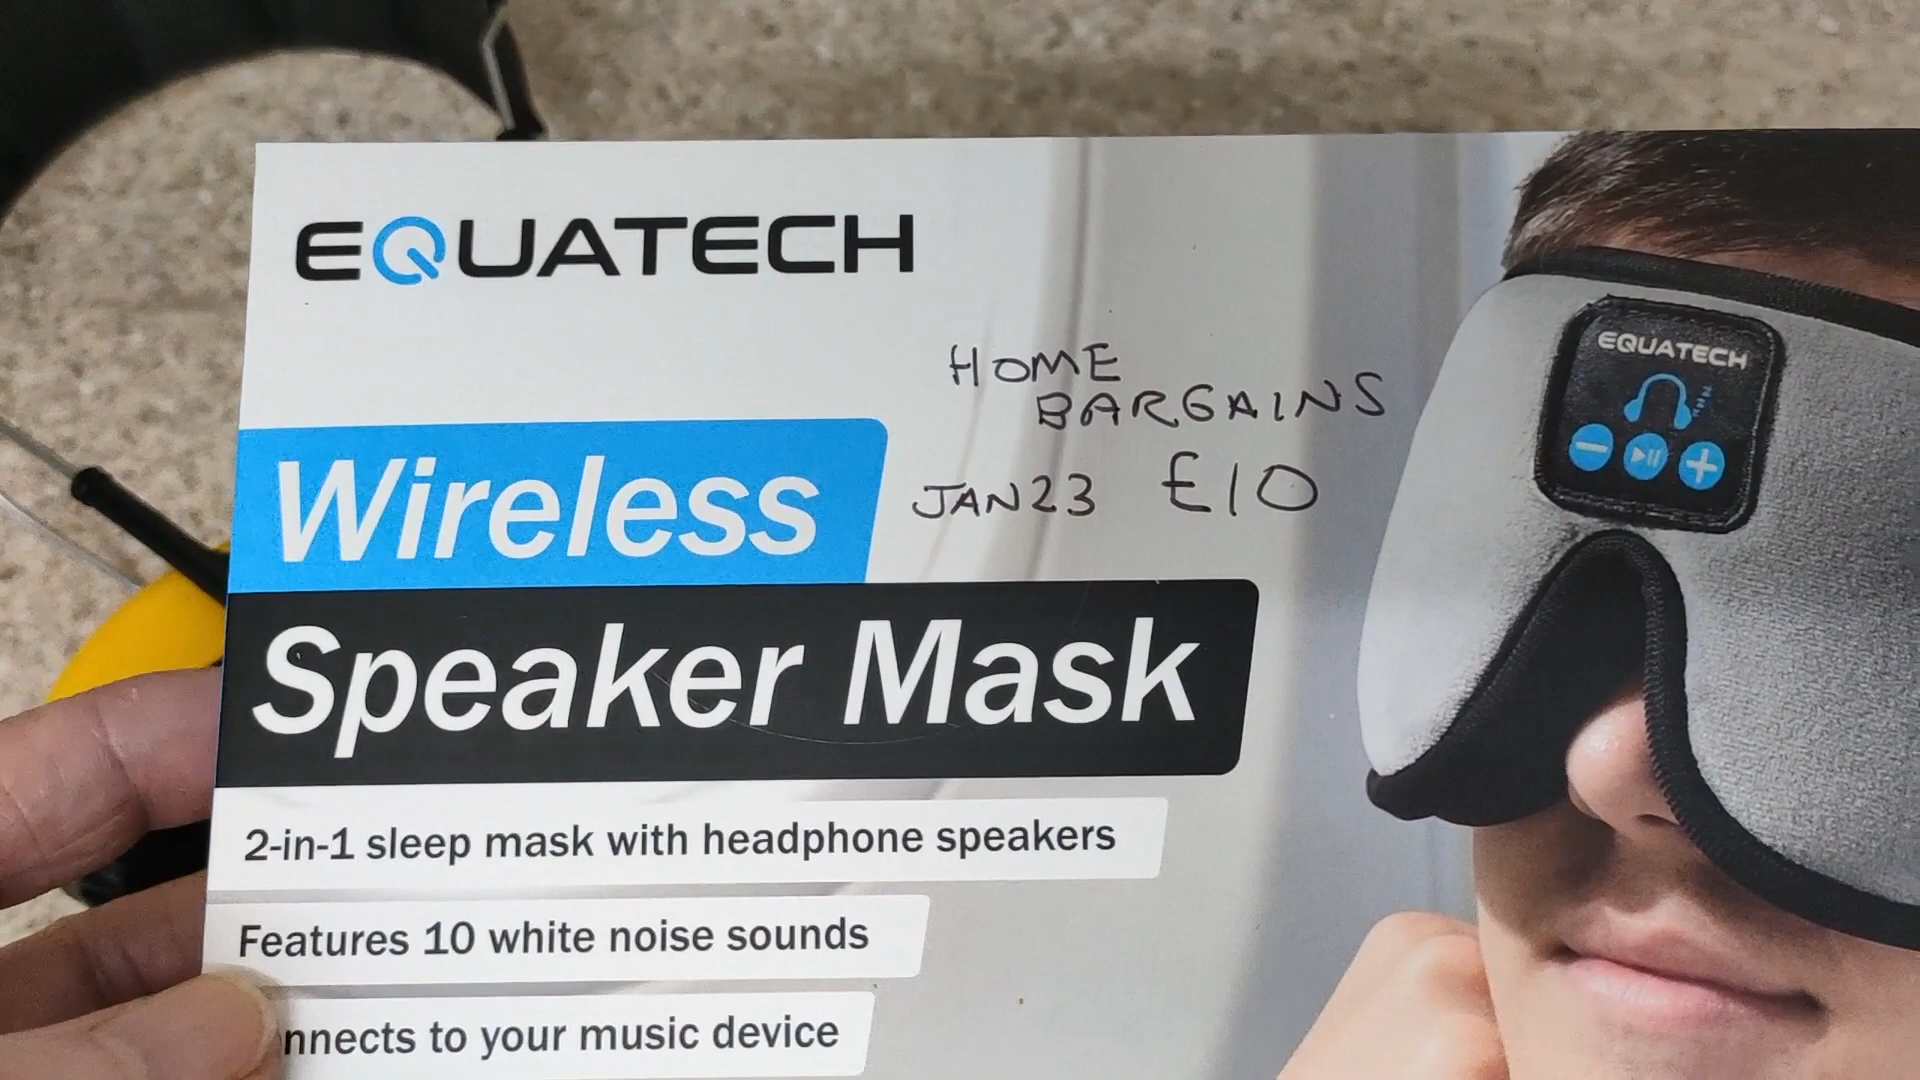 EQUATECH
HOME
BARGAINS
JAN23 £10
Wireless
Speaker Mask
2-in-1 sleep mask with headphone speakers
Features 10 white noise sounds
nnects to your music device
EQUATECH
zzz